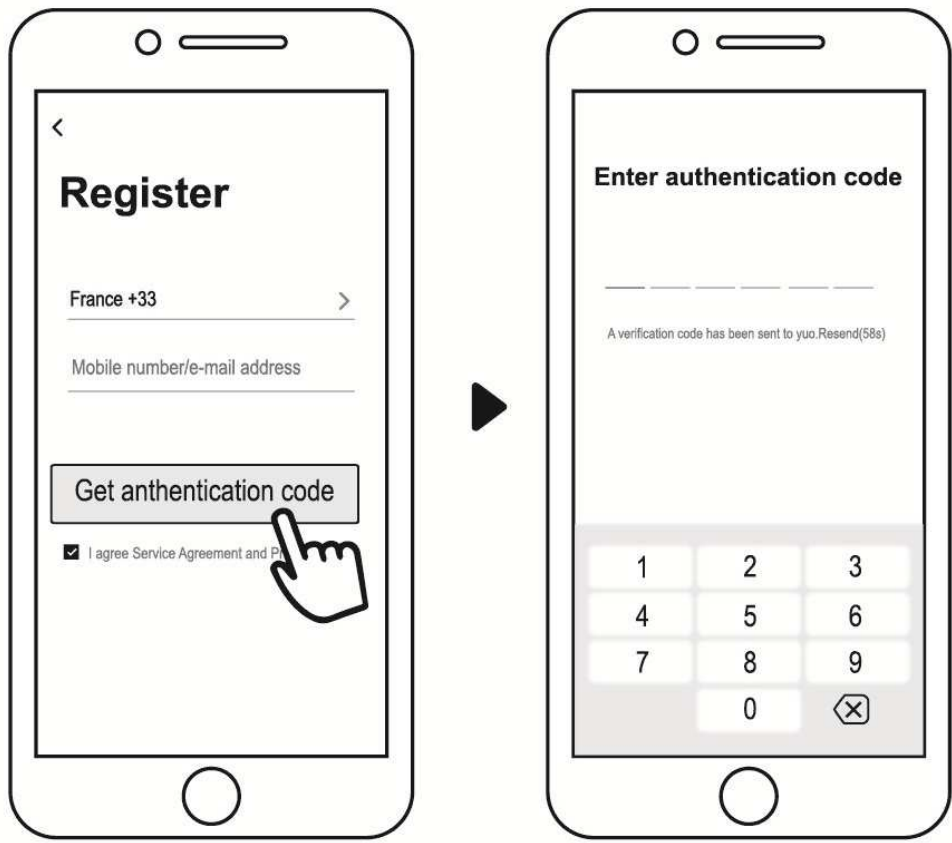 Register
France +33
Mobile number/e-mail address
Get anthentication code
I agree Service Agreement and
Enter authentication code
A verification code has been sent to yuo.Resend(58s)
1 2 3
4 5 6
7 8 9
0